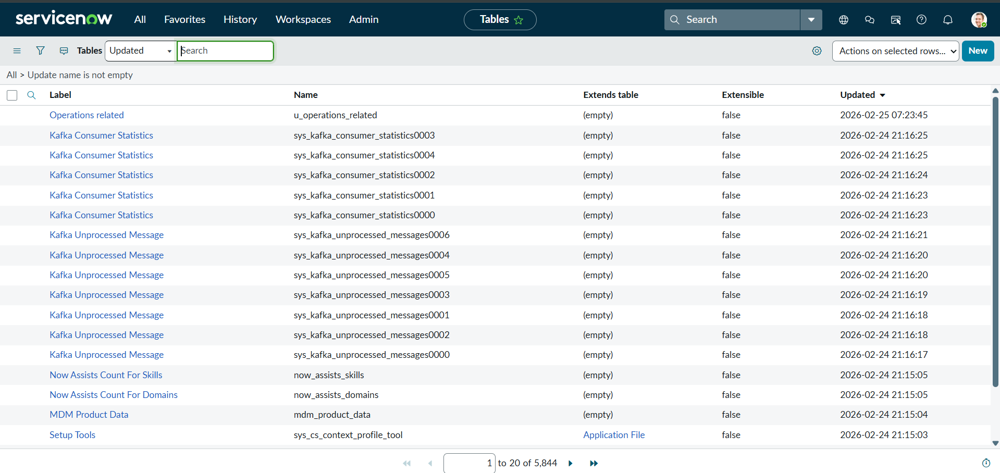 servicenow All Favorites History Workspaces Admin Tables Search
Tables Updated Search Actions on selected rows... New
All > Update name is not empty
Label Name Extends table Extensible Updated
Operations related u_operations_related (empty) false 2026-02-25 07:23:45
Kafka Consumer Statistics sys_kafka_consumer_statistics0003 (empty) false 2026-02-24 21:16:25
Kafka Consumer Statistics sys_kafka_consumer_statistics0004 (empty) false 2026-02-24 21:16:25
Kafka Consumer Statistics sys_kafka_consumer_statistics0002 (empty) false 2026-02-24 21:16:24
Kafka Consumer Statistics sys_kafka_consumer_statistics0001 (empty) false 2026-02-24 21:16:23
Kafka Consumer Statistics sys_kafka_consumer_statistics0000 (empty) false 2026-02-24 21:16:23
Kafka Unprocessed Message sys_kafka_unprocessed_messages0006 (empty) false 2026-02-24 21:16:21
Kafka Unprocessed Message sys_kafka_unprocessed_messages0004 (empty) false 2026-02-24 21:16:20
Kafka Unprocessed Message sys_kafka_unprocessed_messages0005 (empty) false 2026-02-24 21:16:20
Kafka Unprocessed Message sys_kafka_unprocessed_messages0003 (empty) false 2026-02-24 21:16:19
Kafka Unprocessed Message sys_kafka_unprocessed_messages0001 (empty) false 2026-02-24 21:16:18
Kafka Unprocessed Message sys_kafka_unprocessed_messages0002 (empty) false 2026-02-24 21:16:18
Kafka Unprocessed Message sys_kafka_unprocessed_messages0000 (empty) false 2026-02-24 21:16:17
Now Assists Count For Skills now_assists_skills (empty) false 2026-02-24 21:15:05
Now Assists Count For Domains now_assists_domains (empty) false 2026-02-24 21:15:05
MDM Product Data mdm_product_data (empty) false 2026-02-24 21:15:04
Setup Tools sys_cs_context_profile_tool Application File false 2026-02-24 21:15:03
1 to 20 of 5,844